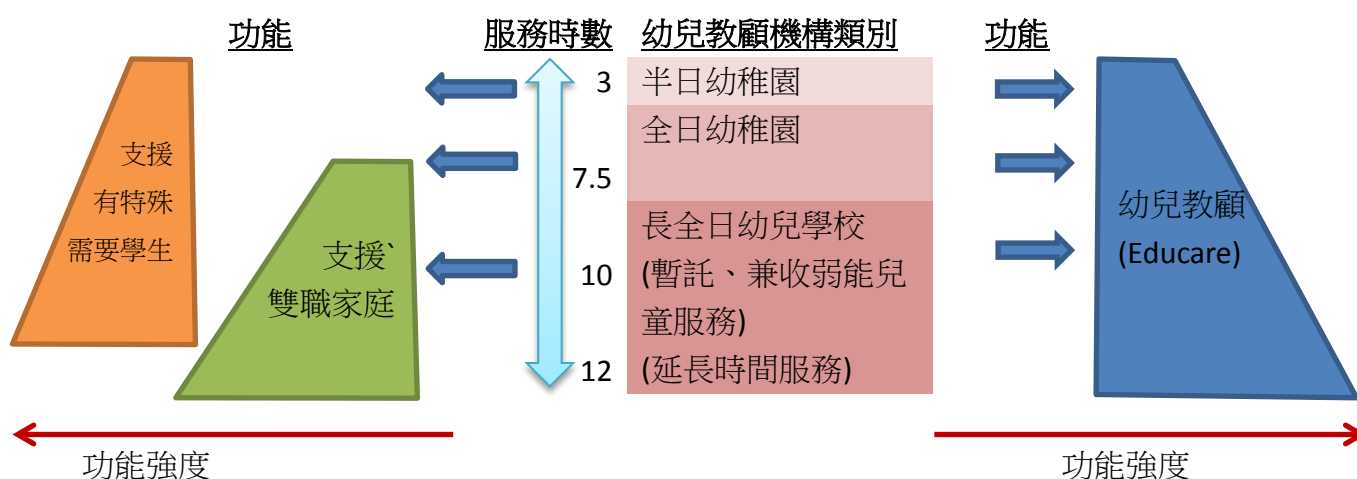 功能
服務時數
幼兒教顧機構類別
功能
支援
有特殊
需要學生
支援`
雙職家庭
3
7.5
10
12
半日幼稚園
全日幼稚園
長全日幼兒學校
(暫託、兼收弱能兒
童服務)
(延長時間服務)
幼兒教顧
(Educare)
功能強度
功能強度